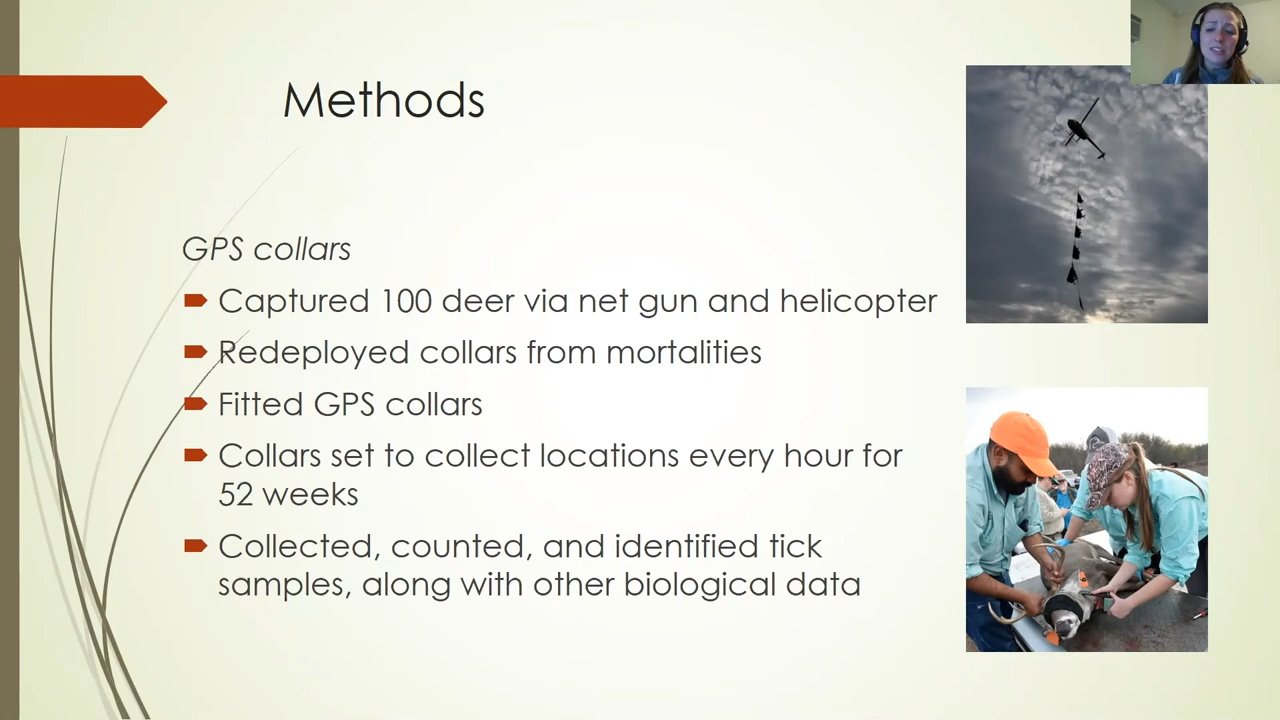 Methods
GPS collars
Captured 100 deer via net gun and helicopter
Redeployed collars from mortalities
Fitted GPS collars
Collars set to collect locations every hour for
52 weeks
Collected, counted, and identified tick
samples, along with other biological data